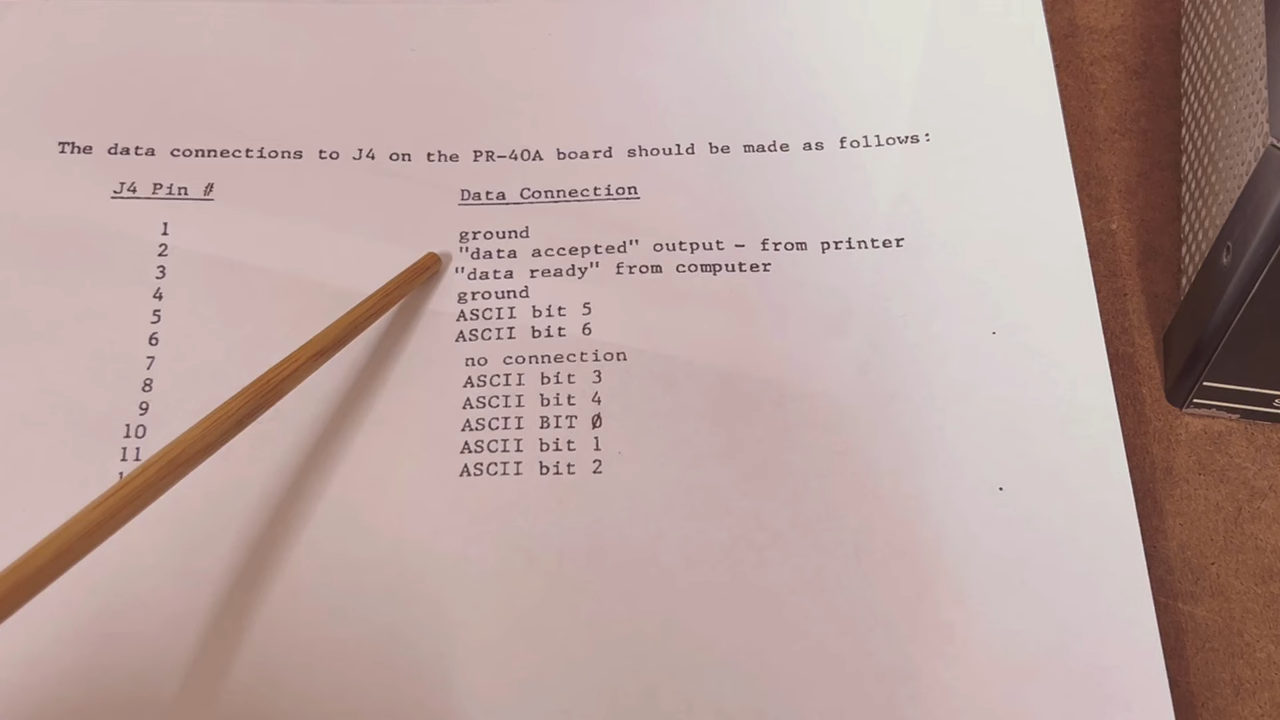 The data connections to J4 on the PR-40A board should be made as follows:
J4 Pin # Data Connection
1 ground
2 "data accepted" output - from printer
3 "data ready" from computer
4 ground
5 ASCII bit 5
6 ASCII bit 6
7 no connection
8 ASCII bit 3
9 ASCII bit 4
10 ASCII BIT Ø
11 ASCII bit 1
ASCII bit 2